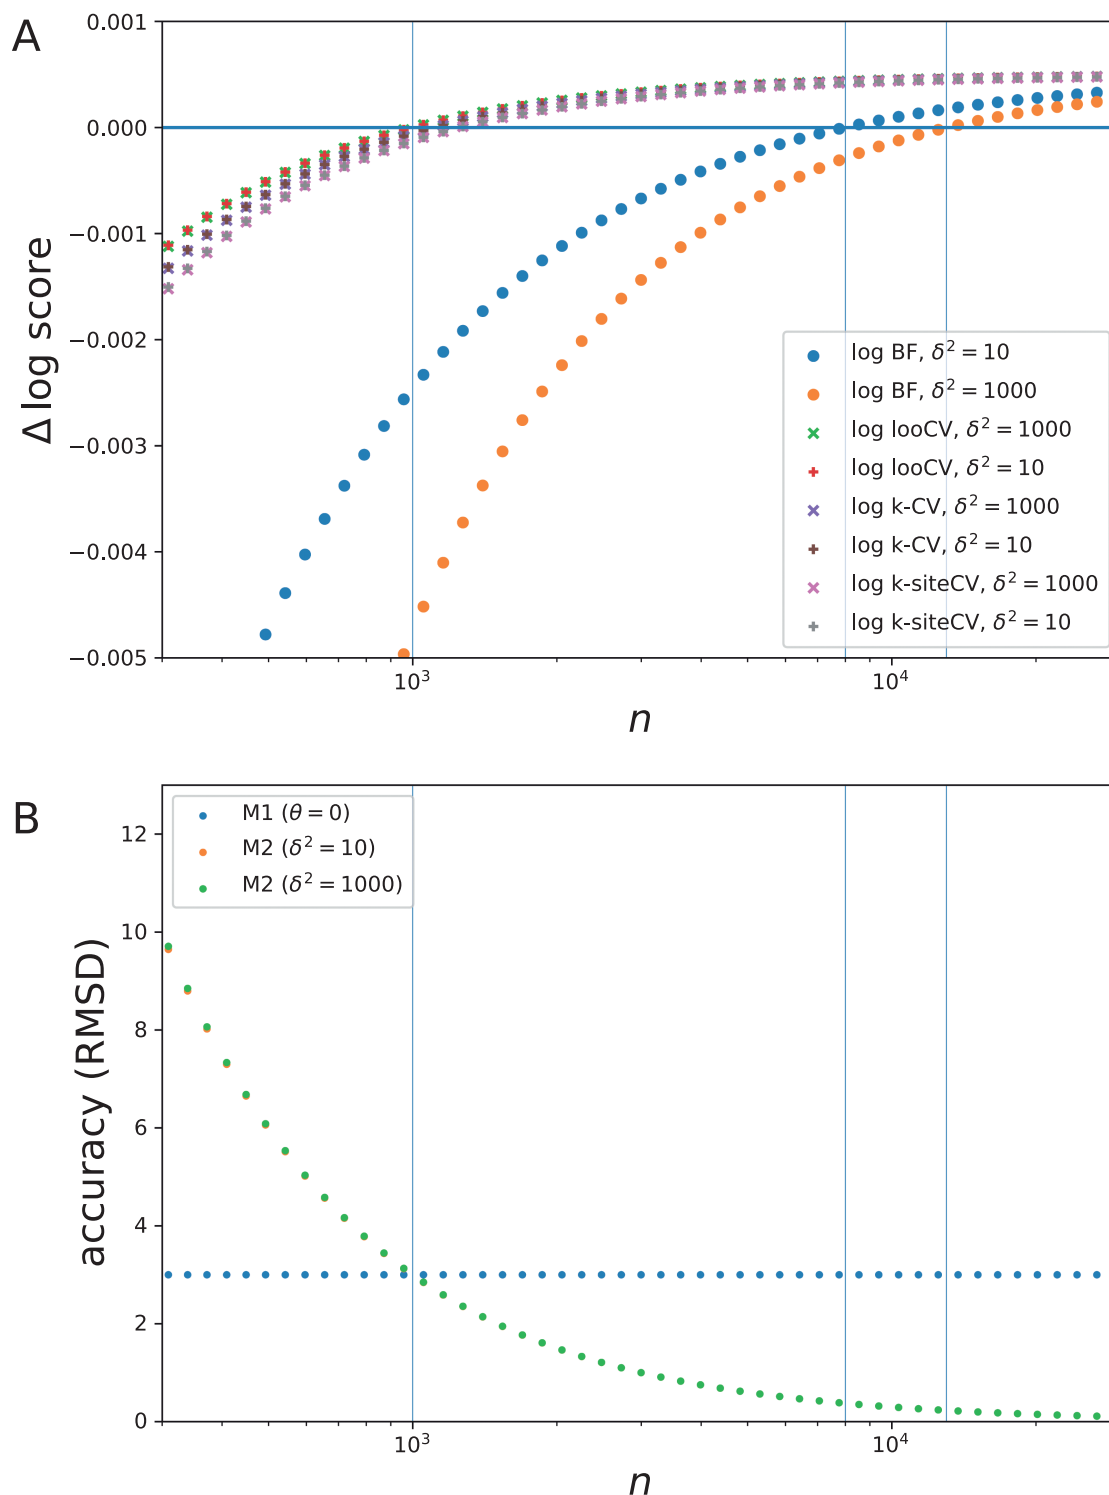 A
0.001
0.000
−0.001
−0.002
−0.003
−0.004
−0.005
Δ log score
log BF, δ² = 10
log BF, δ² = 1000
log looCV, δ² = 1000
log looCV, δ² = 10
log k-CV, δ² = 1000
log k-CV, δ² = 10
log k-siteCV, δ² = 1000
log k-siteCV, δ² = 10
10³ 10⁴
n
B
12
10
8
6
4
2
0
accuracy (RMSD)
M1 (θ = 0)
M2 (δ² = 10)
M2 (δ² = 1000)
10³ 10⁴
n